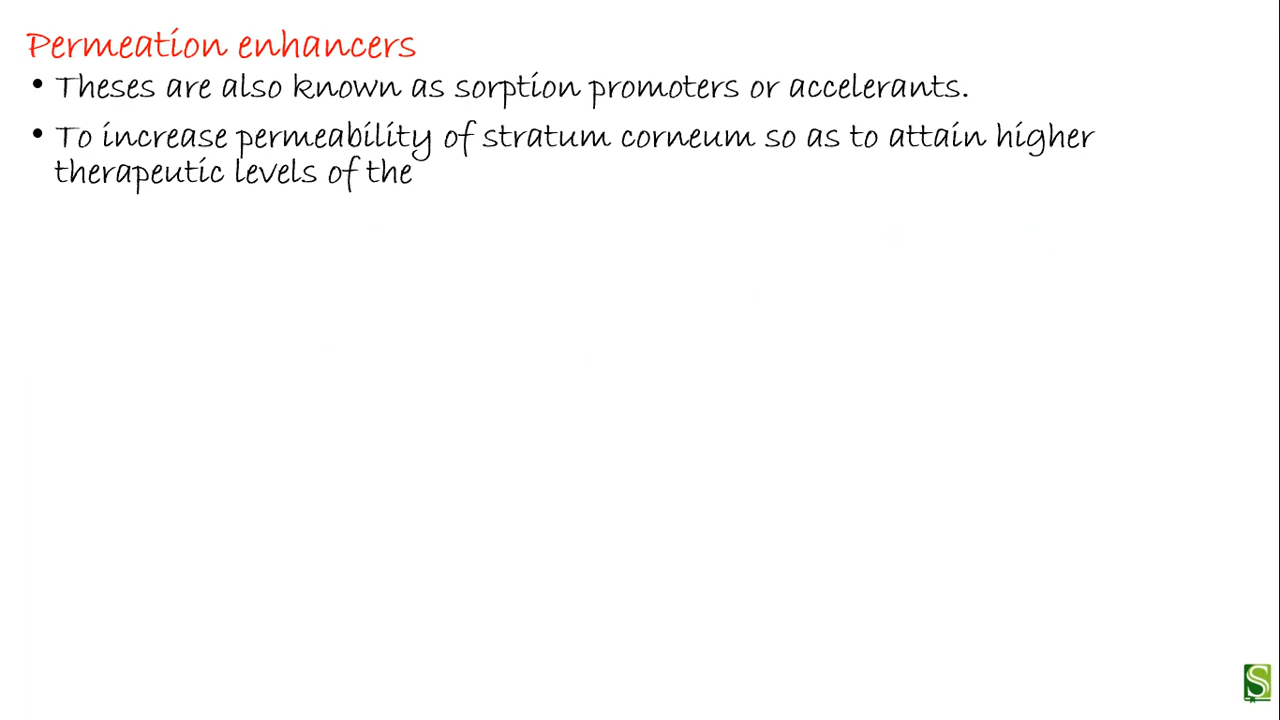 Permeation enhancers
• Theses are also known as sorption promoters or accelerants.
• To increase permeability of stratum corneum so as to attain higher
therapeutic levels of the
S